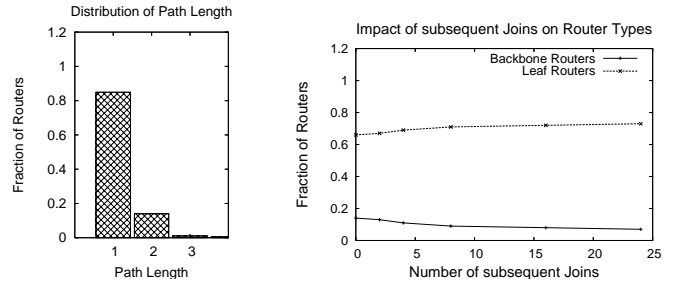 Distribution of Path Length
1.2
1
0.8
0.6
0.4
0.2
0
Fraction of Routers
1 2 3
Path Length
Impact of subsequent Joins on Router Types
1.2
1
0.8
0.6
0.4
0.2
0
Fraction of Routers
Backbone Routers
Leaf Routers
0 5 10 15 20 25
Number of subsequent Joins